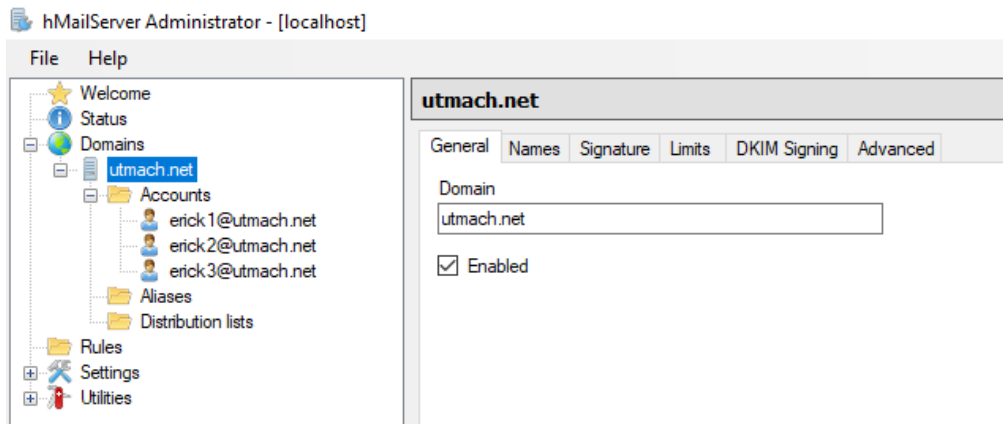 hMailServer Administrator - [localhost]
File Help
Welcome
Status
Domains
utmach.net
Accounts
erick1@utmach.net
erick2@utmach.net
erick3@utmach.net
Aliases
Distribution lists
Rules
Settings
Utilities
utmach.net
General Names Signature Limits DKIM Signing Advanced
Domain
utmach.net
Enabled